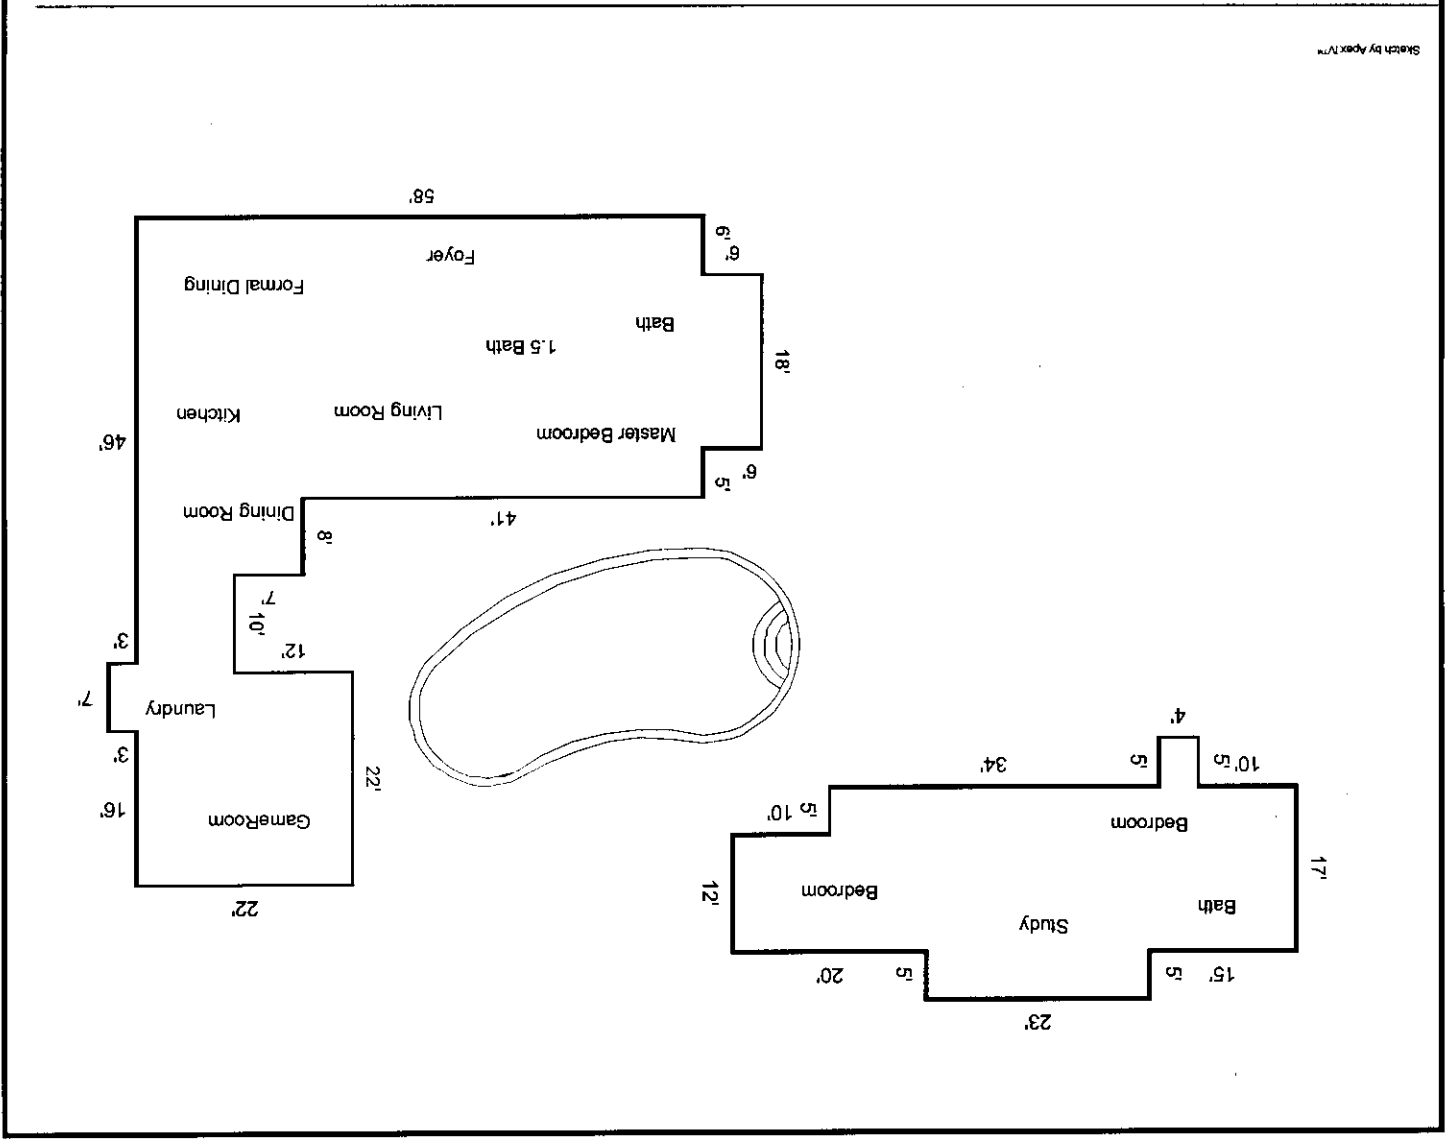 23'
15'
5'
5'
20'
Study
Bath
22'
Bedroom
12'
17'
Bedroom
GameRoom
16'
10'
5'
22'
10'
5'
5'
34'
3'
4'
Laundry
7'
12'
3'
10'
7'
8'
41'
Dining Room
5'
6'
Master Bedroom
46'
Living Room
Kitchen
18'
1.5 Bath
Bath
Formal Dining
Foyer
6'
6'
58'
Sketch by Apex IV™